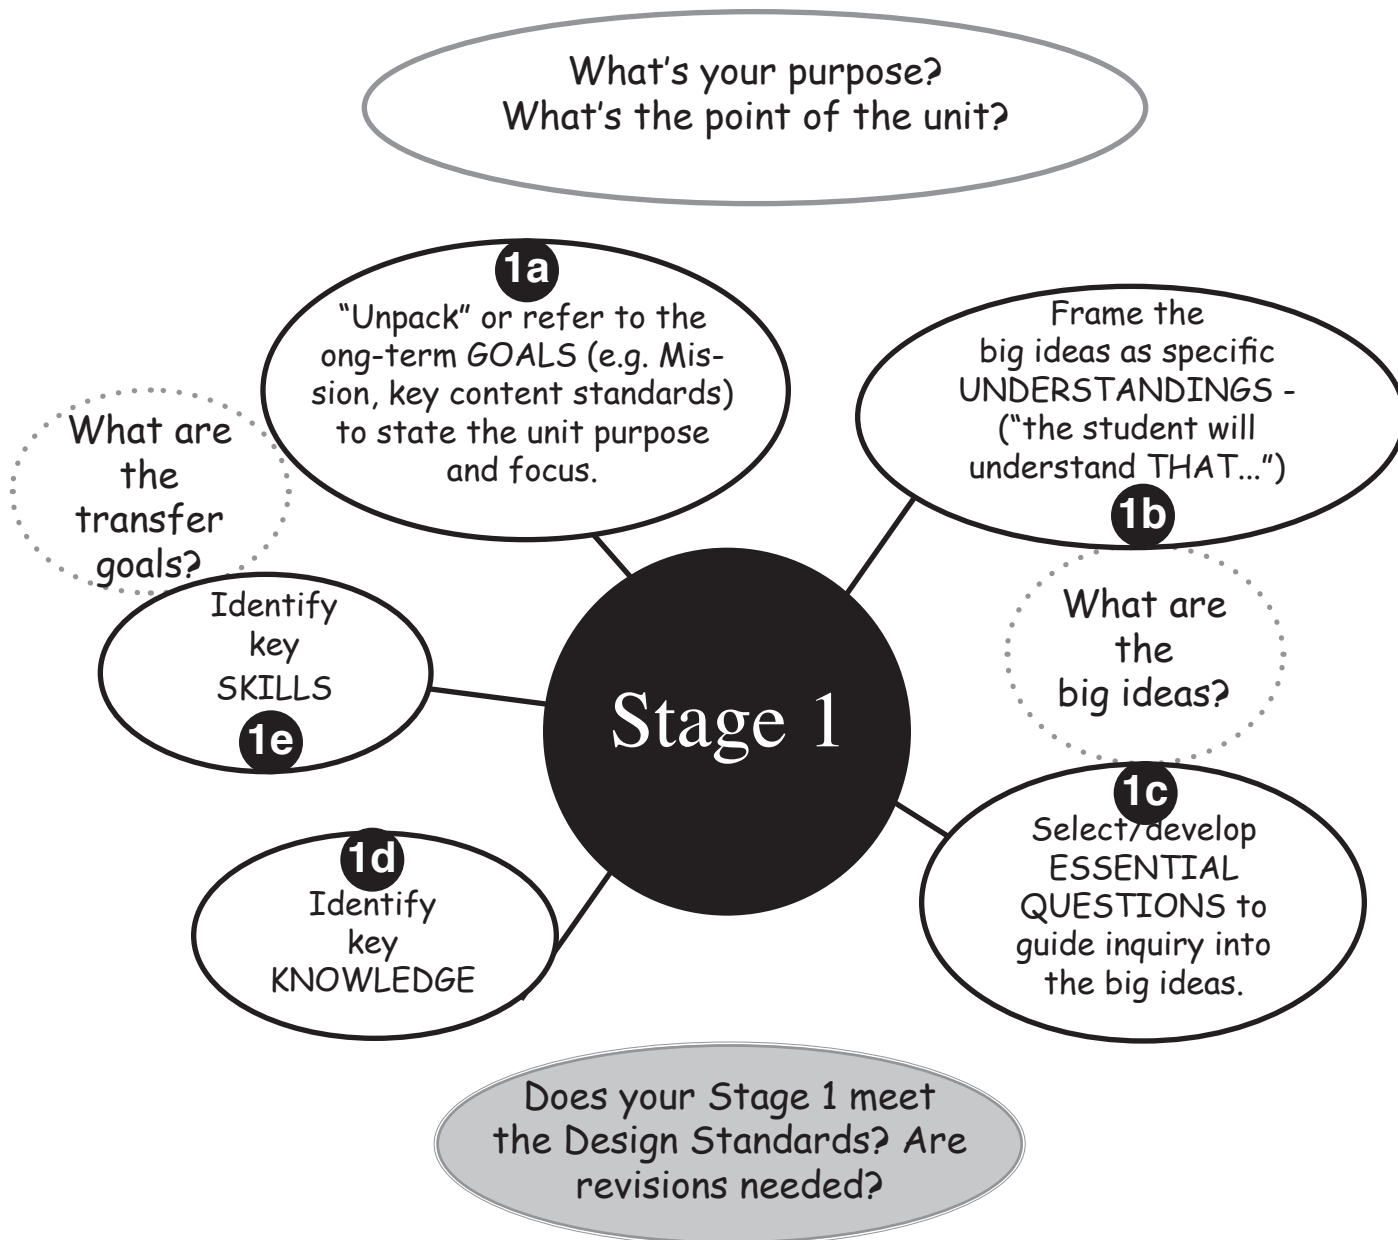 What's your purpose?
What's the point of the unit?
1a
“Unpack” or refer to the
ong-term GOALS (e.g. Mis-
sion, key content standards)
to state the unit purpose
and focus.
Frame the
big ideas as specific
UNDERSTANDINGS -
(“the student will
understand THAT...”)
1b
What are
the
transfer
goals?
Identify
key
SKILLS
1e
Stage 1
What are
the
big ideas?
1c
Select/develop
ESSENTIAL
QUESTIONS to
guide inquiry into
the big ideas.
1d
Identify
key
KNOWLEDGE
Does your Stage 1 meet
the Design Standards? Are
revisions needed?